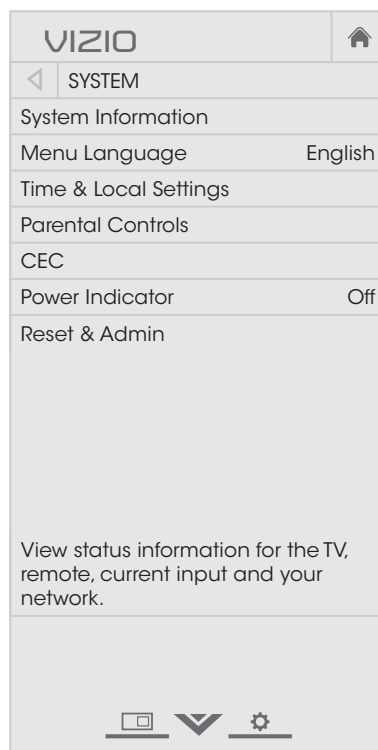 VIZIO
SYSTEM
System Information
Menu Language English
Time & Local Settings
Parental Controls
CEC
Power Indicator Off
Reset & Admin
View status information for the TV,
remote, current input and your
network.